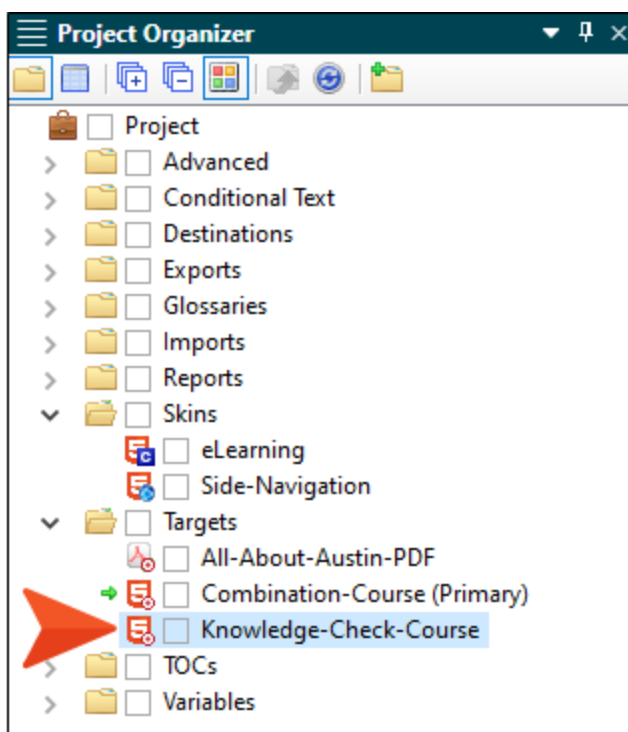 Project Organizer
Project
Advanced
Conditional Text
Destinations
Exports
Glossaries
Imports
Reports
Skins
C eLearning
Side-Navigation
Targets
All-About-Austin-PDF
Combination-Course (Primary)
Knowledge-Check-Course
TOCs
Variables